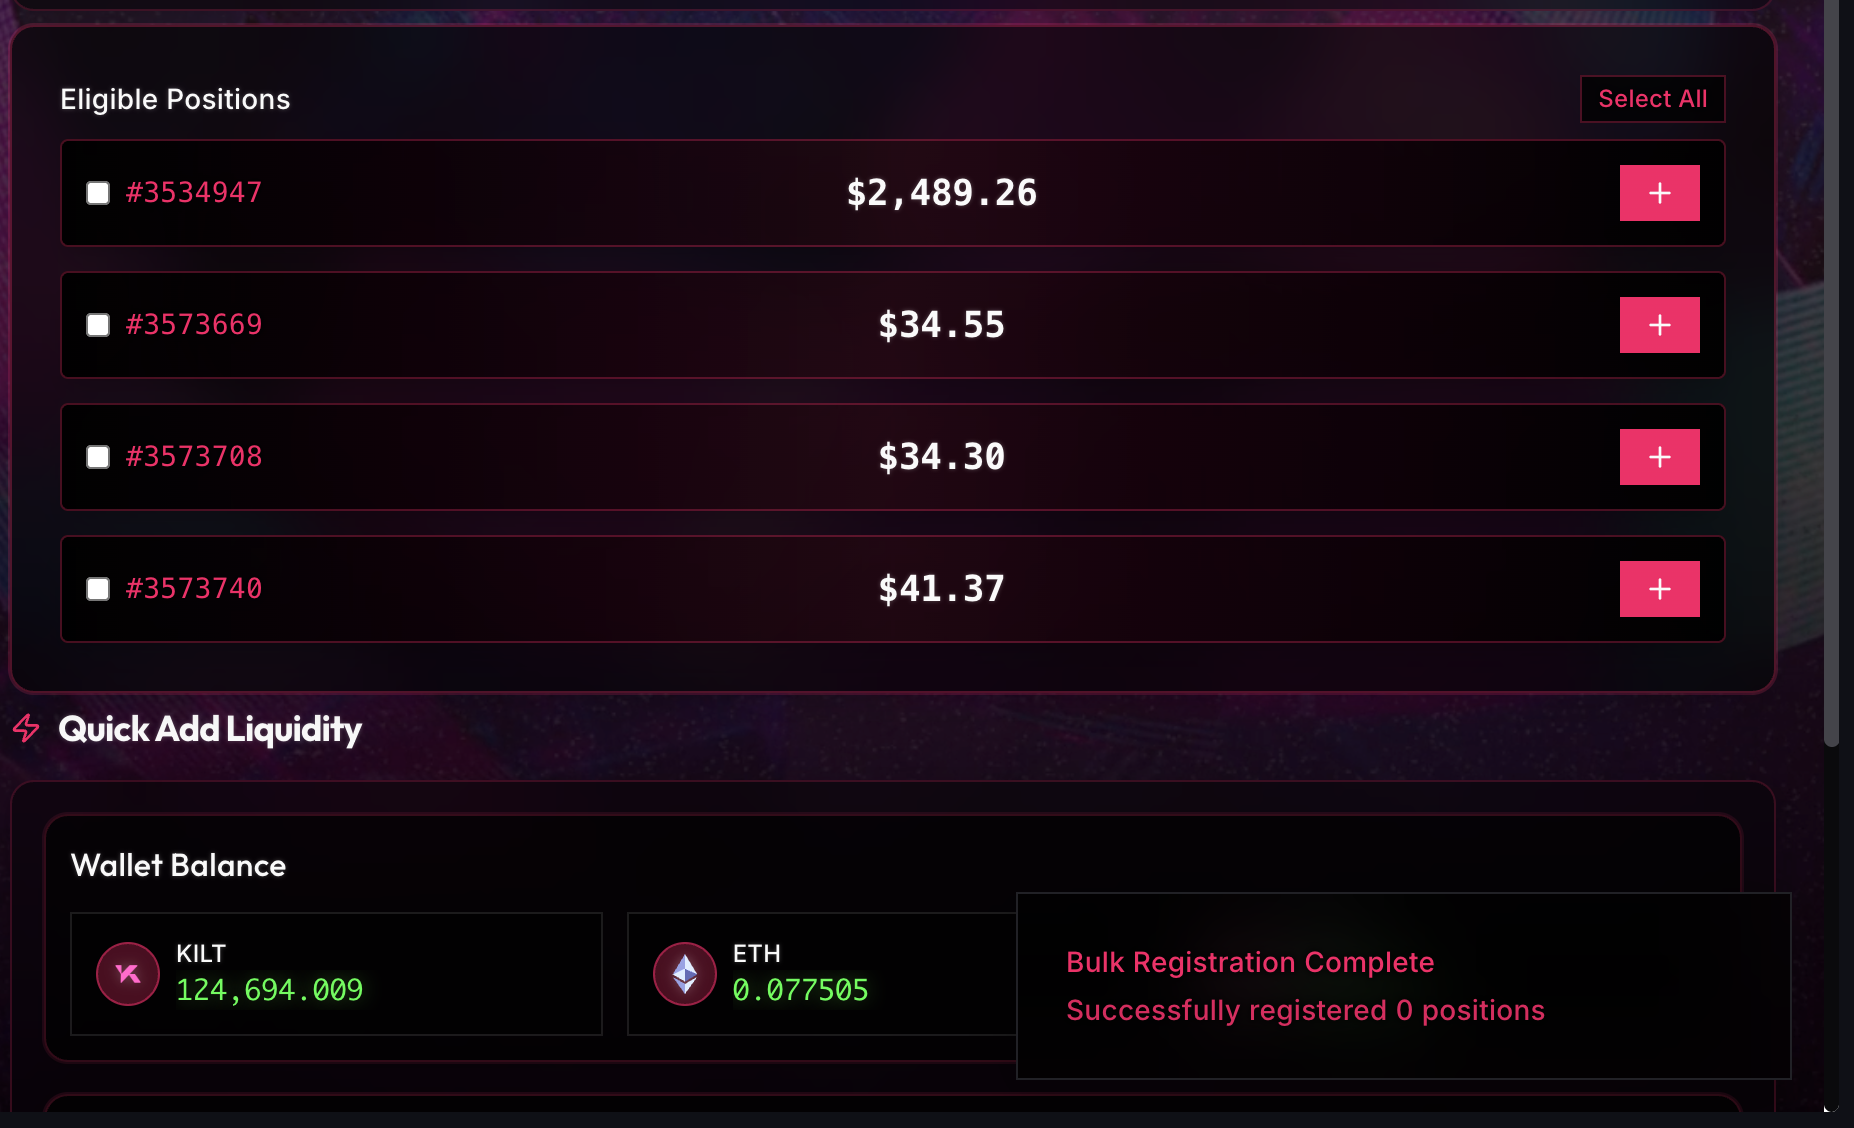 Eligible Positions
Select All
#3534947
$2,489.26
+
#3573669
$34.55
+
#3573708
$34.30
+
#3573740
$41.37
+
Quick Add Liquidity
Wallet Balance
KILT
124,694.009
ETH
0.077505
Bulk Registration Complete
Successfully registered 0 positions